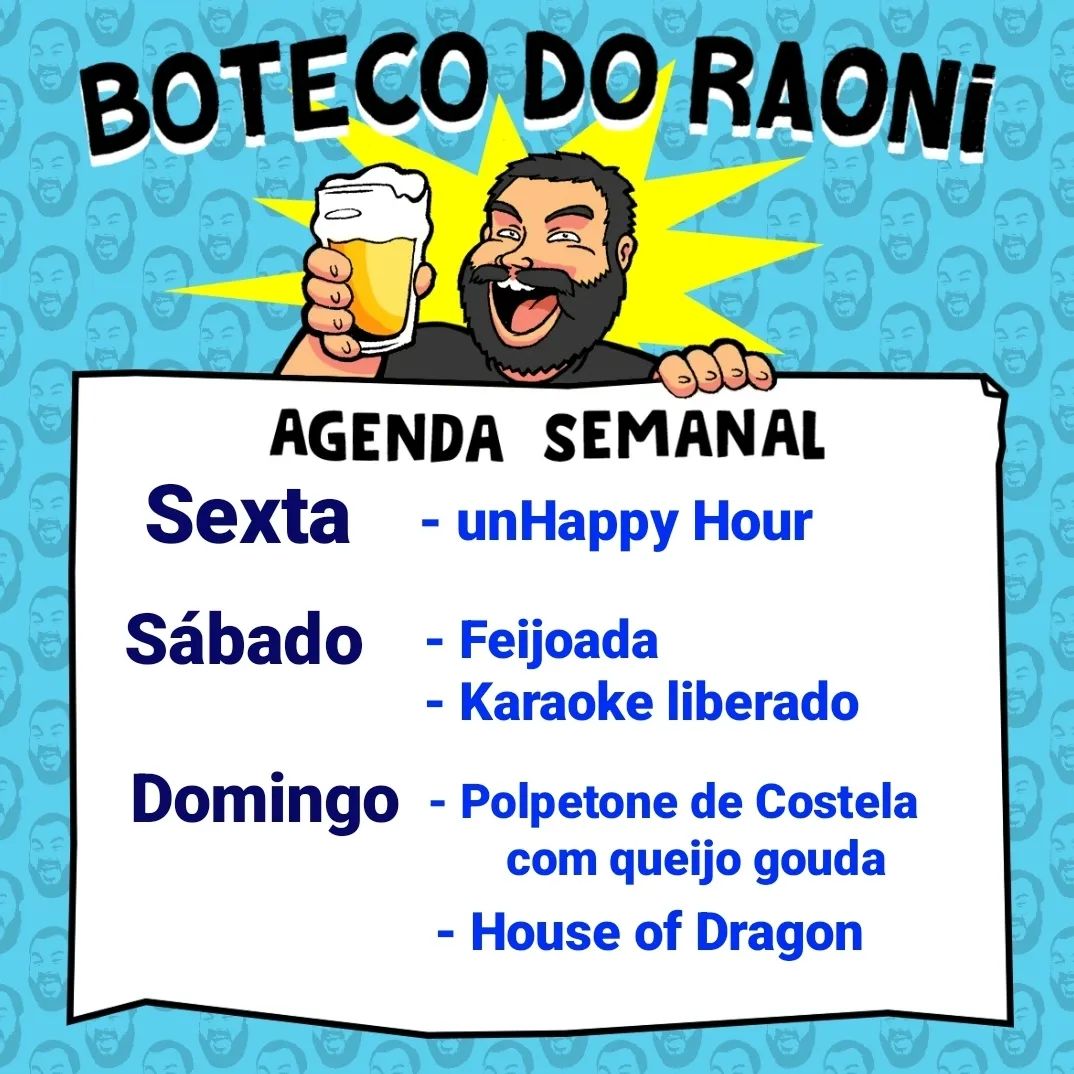 BOTECO DO RAONi
AGENDA SEMANAL
Sexta - unHappy Hour
Sábado - Feijoada
- Karaoke liberado
Domingo - Polpetone de Costela
com queijo gouda
- House of Dragon